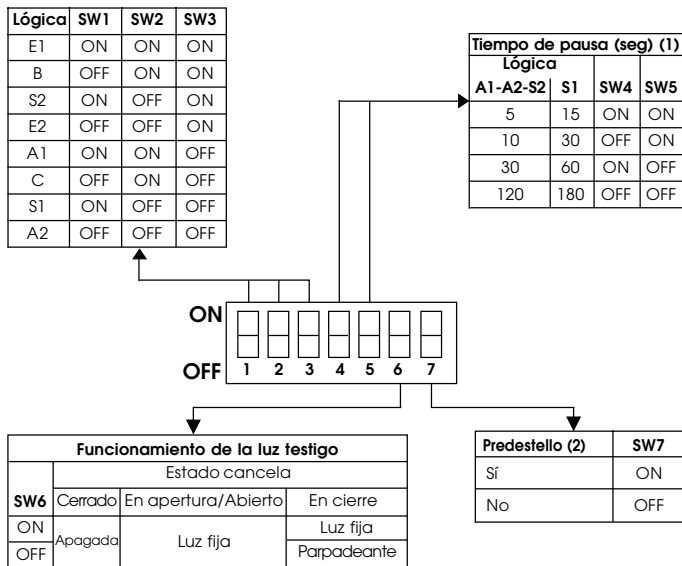 Lógica SW1 SW2 SW3
E1 ON ON ON
B OFF ON ON
S2 ON OFF ON
E2 OFF OFF ON
A1 ON ON OFF
C OFF ON OFF
S1 ON OFF OFF
A2 OFF OFF OFF
Tiempo de pausa (seg) (1)
Lógica
A1-A2-S2 S1 SW4 SW5
5 15 ON ON
10 30 OFF ON
30 60 ON OFF
120 180 OFF OFF
ON
OFF 1 2 3 4 5 6 7
Funcionamiento de la luz testigo
Estado cancela
SW6 Cerrado En apertura/Abierto En cierre
ON Apagada Luz fija Luz fija
OFF Parpadeante
Predestello (2) SW7
Sí ON
No OFF